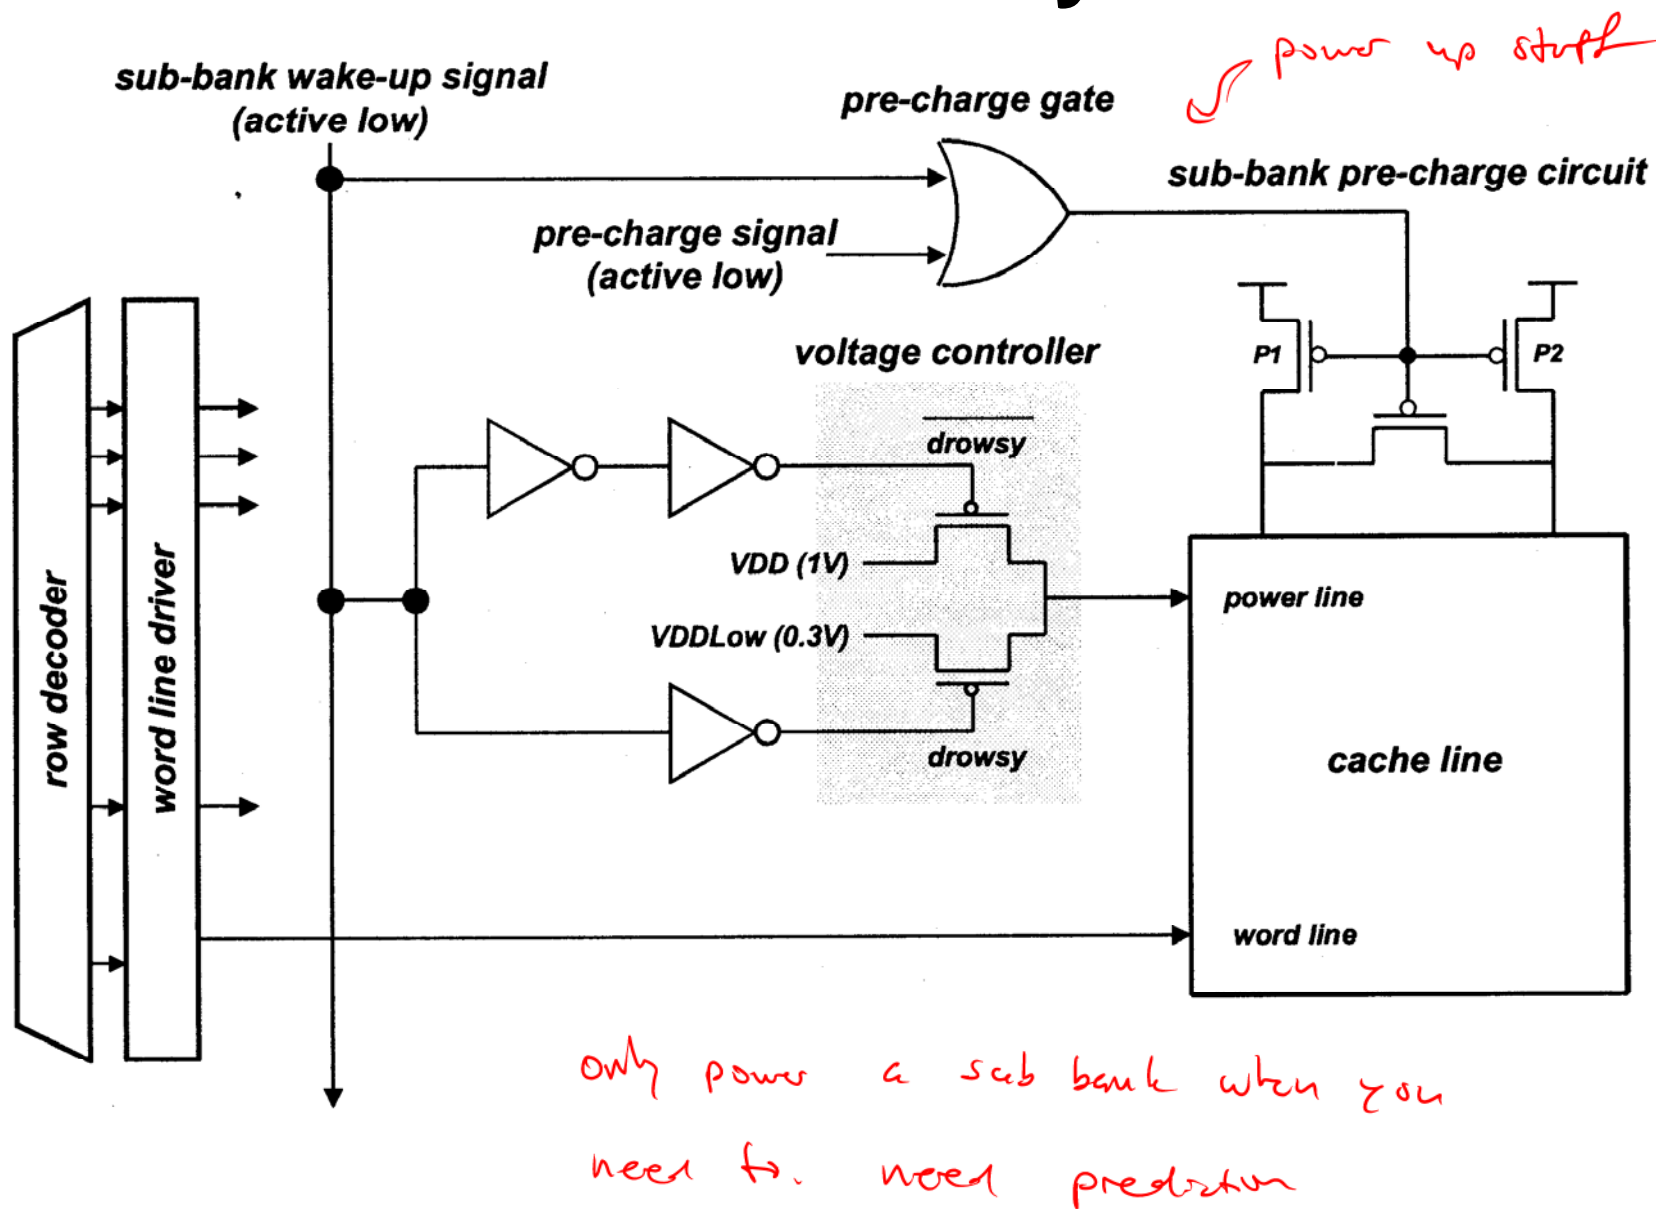 power up stuff
sub-bank wake-up signal
(active low)
pre-charge gate
sub-bank pre-charge circuit
pre-charge signal
(active low)
P1
P2
voltage controller
drowsy
VDD (1V)
VDDLow (0.3V)
drowsy
row decoder
word line driver
power line
cache line
word line
only power a sub bank when you
need to. need prediction